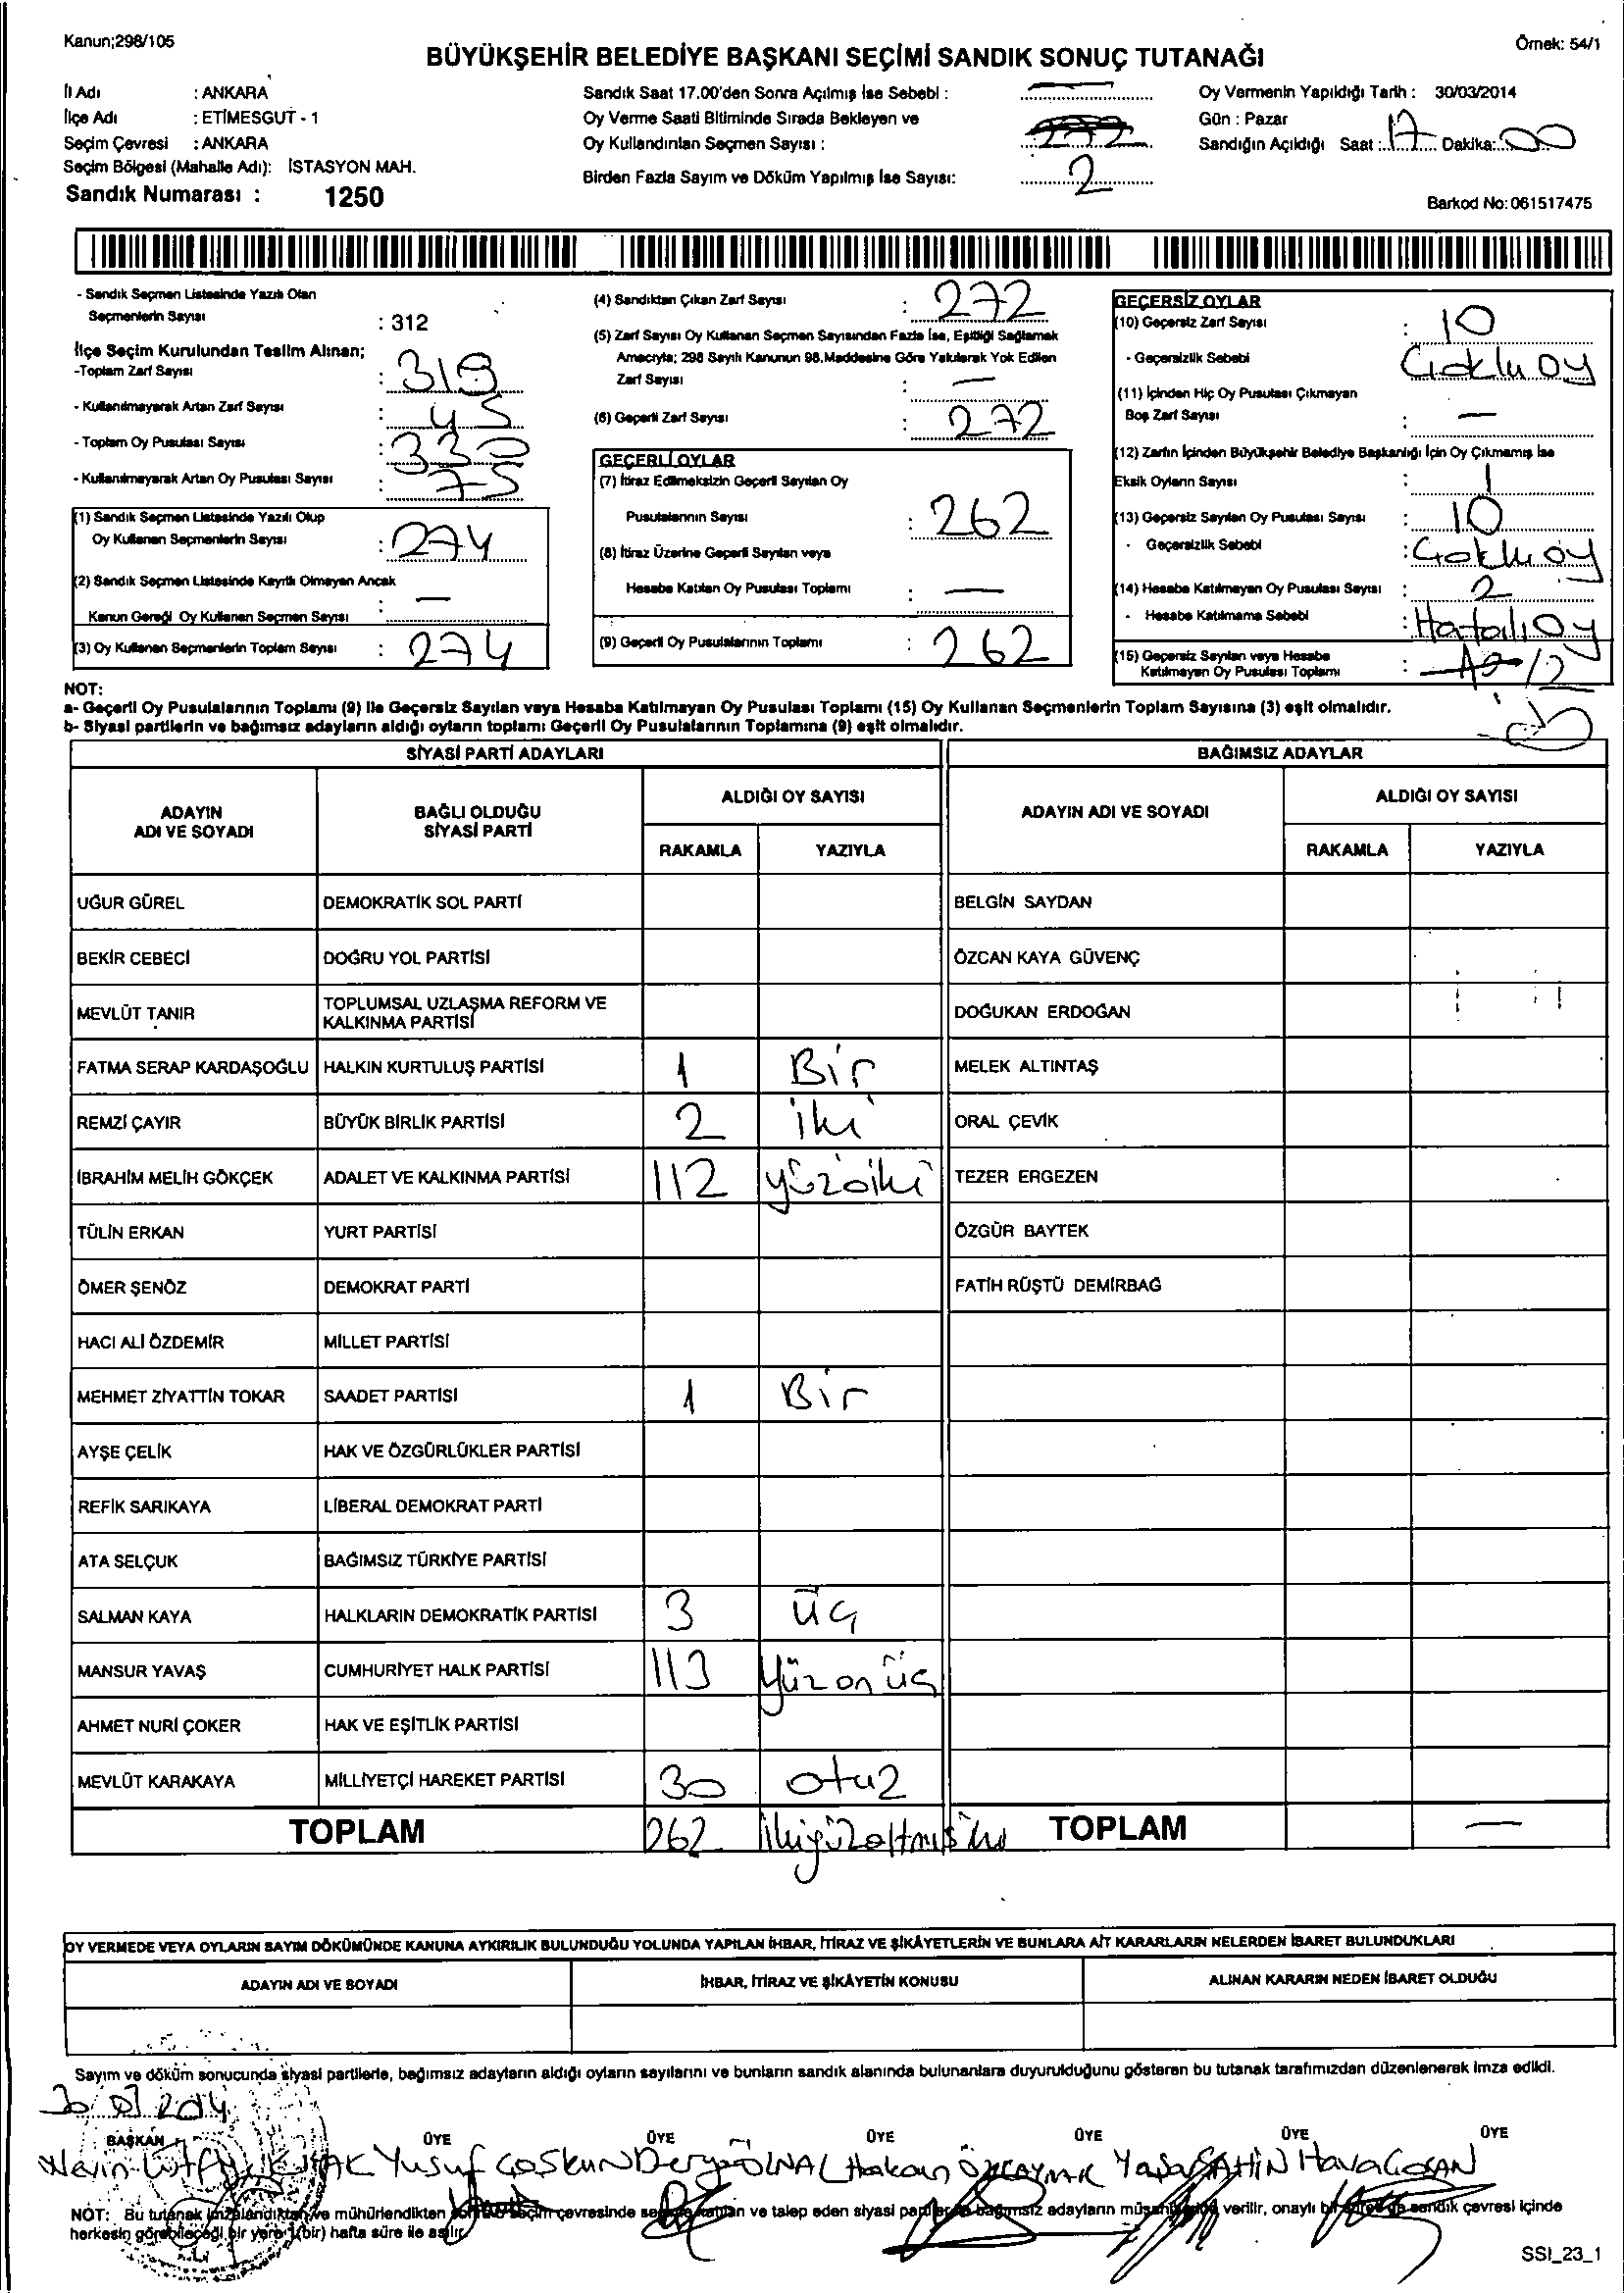 Kanun;298/105
Örnek: 54/1
BÜYÜKŞEHİR BELEDİYE BAŞKANI SEÇİMİ SANDIK SONUÇ TUTANAĞI
İl Adı : ANKARA
İlçe Adı : ETİMESGUT - 1
Seçim Çevresi : ANKARA
Seçim Bölgesi (Mahalle Adı): İSTASYON MAH.
Sandık Numarası : 1250
Sandık Saat 17.00'den Sonra Açılmış İse Sebebi : —
Oy Verme Saati Bitiminde Sırada Bekleyen ve
Oy Kullandırılan Seçmen Sayısı :
Birden Fazla Sayım ve Döküm Yapılmış İse Sayısı: 2
Oy Vermenin Yapıldığı Tarih : 30/03/2014
Gün : Pazar
Sandığın Açıldığı Saat : 17 Dakika: 00
Barkod No: 061517475
- Sandık Seçmen Listesinde Yazılı Olan
Seçmenlerin Sayısı : 312
İlçe Seçim Kurulundan Teslim Alınan;
-Toplam Zarf Sayısı : 319
- Kullanılmayarak Artan Zarf Sayısı : 45
- Toplam Oy Pusulası Sayısı : 330
- Kullanılmayarak Artan Oy Pusulası Sayısı : 75
(1) Sandık Seçmen Listesinde Yazılı Olup
Oy Kullanan Seçmenlerin Sayısı : 274
(2) Sandık Seçmen Listesinde Kayıtlı Olmayan Ancak
Kanun Gereği Oy Kullanan Seçmen Sayısı : —
(3) Oy Kullanan Seçmenlerin Toplam Sayısı : 274
(4) Sandıktan Çıkan Zarf Sayısı : 272
(5) Zarf Sayısı Oy Kullanan Seçmen Sayısından Fazla İse, Eşitliği Sağlamak
Amacıyla; 298 Sayılı Kanunun 98.Maddesine Göre Yakılarak Yok Edilen
Zarf Sayısı : —
(6) Geçerli Zarf Sayısı : 272
GEÇERLİ OYLAR
(7) İtiraz Edilmeksizin Geçerli Sayılan Oy
Pusulalarının Sayısı : 262
(8) İtiraz Üzerine Geçerli Sayılan veya
Hesaba Katılan Oy Pusulası Toplamı : —
(9) Geçerli Oy Pusulalarının Toplamı : 262
GEÇERSİZ OYLAR
(10) Geçersiz Zarf Sayısı : 10
- Geçersizlik Sebebi Çoklu oy
(11) İçinden Hiç Oy Pusulası Çıkmayan
Boş Zarf Sayısı : —
(12) Zarfın İçinden Büyükşehir Belediye Başkanlığı İçin Oy Çıkmamış İse
Eksik Oyların Sayısı : 1
(13) Geçersiz Sayılan Oy Pusulası Sayısı : 10
- Geçersizlik Sebebi : Çoklu oy
(14) Hesaba Katılmayan Oy Pusulası Sayısı : 2
- Hesaba Katılmama Sebebi : Hatalı Oy
(15) Geçersiz Sayılan veya Hesaba
Katılmayan Oy Pusulası Toplamı : 12
NOT:
a- Geçerli Oy Pusulalarının Toplamı (9) İle Geçersiz Sayılan veya Hesaba Katılmayan Oy Pusulası Toplamı (15) Oy Kullanan Seçmenlerin Toplam Sayısına (3) eşit olmalıdır.
b- Siyasi partilerin ve bağımsız adayların aldığı oyların toplamı Geçerli Oy Pusulalarının Toplamına (9) eşit olmalıdır.
SİYASİ PARTİ ADAYLARI
BAĞIMSIZ ADAYLAR
ADAYIN ADI VE SOYADI
BAĞLI OLDUĞU SİYASİ PARTİ
ALDIĞI OY SAYISI
RAKAMLA YAZIYLA
ADAYIN ADI VE SOYADI
ALDIĞI OY SAYISI
RAKAMLA YAZIYLA
UĞUR GÜREL DEMOKRATİK SOL PARTİ BELGİN SAYDAN
BEKİR CEBECİ DOĞRU YOL PARTİSİ ÖZCAN KAYA GÜVENÇ
MEVLÜT TANIR TOPLUMSAL UZLAŞMA REFORM VE KALKINMA PARTİSİ DOĞUKAN ERDOĞAN
FATMA SERAP KARDAŞOĞLU HALKIN KURTULUŞ PARTİSİ 1 Bir MELEK ALTINTAŞ
REMZİ ÇAYIR BÜYÜK BİRLİK PARTİSİ 2 iki ORAL ÇEVİK
İBRAHİM MELİH GÖKÇEK ADALET VE KALKINMA PARTİSİ 112 yüzoiki TEZER ERGEZEN
TÜLİN ERKAN YURT PARTİSİ ÖZGÜR BAYTEK
ÖMER ŞENÖZ DEMOKRAT PARTİ FATİH RÜŞTÜ DEMİRBAĞ
HACI ALİ ÖZDEMİR MİLLET PARTİSİ
MEHMET ZİYATTİN TOKAR SAADET PARTİSİ 1 Bir
AYŞE ÇELİK HAK VE ÖZGÜRLÜKLER PARTİSİ
REFİK SARIKAYA LİBERAL DEMOKRAT PARTİ
ATA SELÇUK BAĞIMSIZ TÜRKİYE PARTİSİ
SALMAN KAYA HALKLARIN DEMOKRATİK PARTİSİ 3 üç
MANSUR YAVAŞ CUMHURİYET HALK PARTİSİ 113 Yüzonüç
AHMET NURİ ÇOKER HAK VE EŞİTLİK PARTİSİ
MEVLÜT KARAKAYA MİLLİYETÇİ HAREKET PARTİSİ 30 otuz
TOPLAM 262 ikiyüzaltmışiki TOPLAM —
OY VERMEDE VEYA OYLARIN SAYIM DÖKÜMÜNDE KANUNA AYKIRILIK BULUNDUĞU YOLUNDA YAPILAN İHBAR, İTİRAZ VE ŞİKÂYETLERİN VE BUNLARA AİT KARARLARIN NELERDEN İBARET BULUNDUKLARI
ADAYIN ADI VE SOYADI İHBAR, İTİRAZ VE ŞİKÂYETİN KONUSU ALINAN KARARIN NEDEN İBARET OLDUĞU
Sayım ve döküm sonucunda siyasi partilerle, bağımsız adayların aldığı oyların sayılarını ve bunların sandık alanında bulunanlara duyurulduğunu gösteren bu tutanak tarafımızdan düzenlenerek imza edildi.
30/03/2014
BAŞKAN ÜYE ÜYE ÜYE ÜYE ÜYE ÜYE
Yusuf COŞKUN Derya ÜNAL Hakan Yaşar ŞAHİN Hava
NOT: Bu tutanak imzalandıktan ve mühürlendikten çevresinde ve talep eden siyasi bağımsız adayların verilir, onaylı sandık çevresi içinde
herkesin görebileceği bir yere 1(bir) hafta süre ile asılır.
SSI_23_1